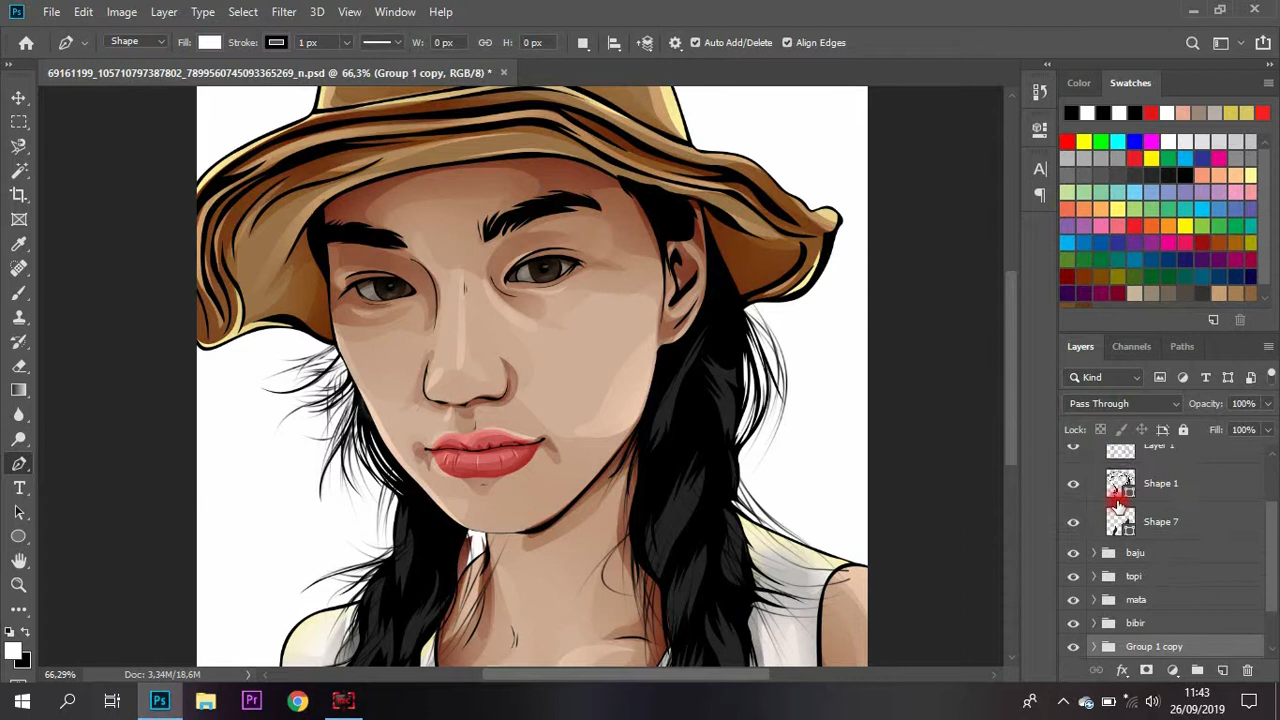 File Edit Image Layer Type Select Filter 3D View Window Help
Shape Fill: Stroke: 1 px W: 0 px H: 0 px Auto Add/Delete Align Edges
69161199_105710797387802_7899560745093365269_n.psd @ 66,3% (Group 1 copy, RGB/8) *
Color Swatches
Layers Channels Paths
Kind
Pass Through Opacity: 100%
Lock: Fill: 100%
Layer 1
Shape 1
Shape 7
baju
topi
mata
bibir
Group 1 copy
66,29% Doc: 3,34M/18,6M
11:43
26/09/2019